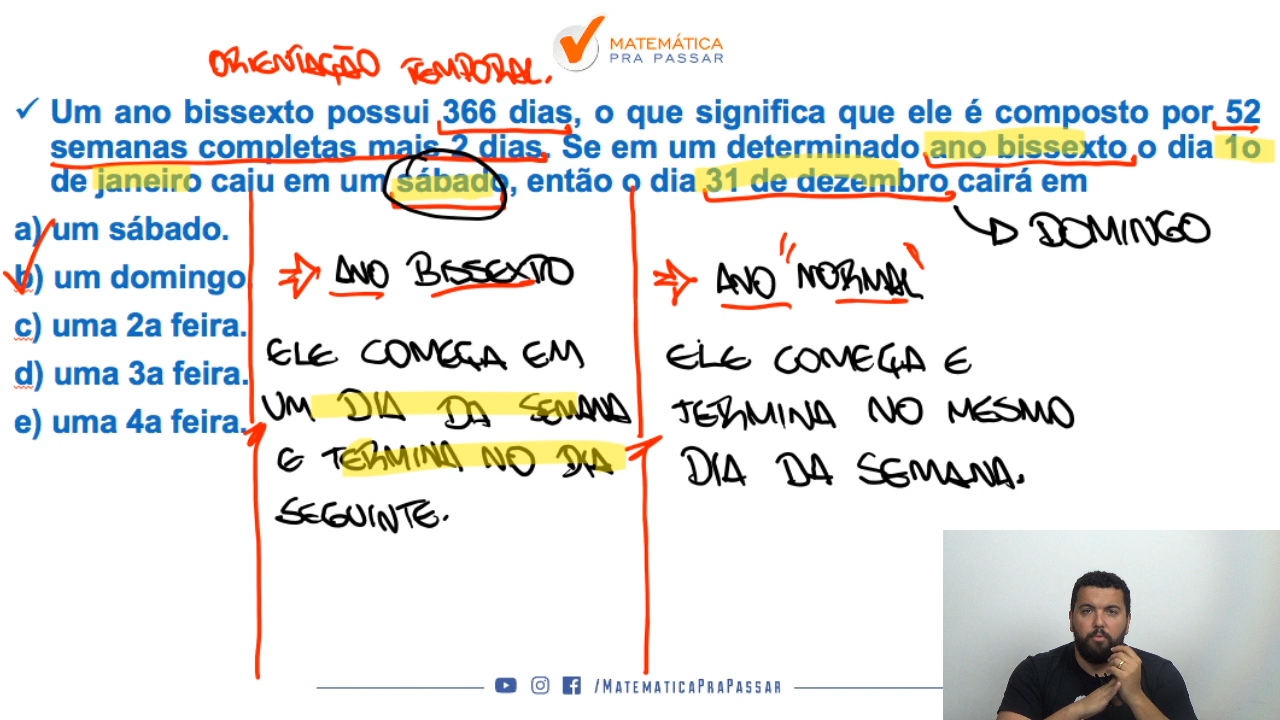 MATEMÁTICA
PRA PASSAR
ORIENTAÇÃO TEMPORAL.
✓ Um ano bissexto possui 366 dias, o que significa que ele é composto por 52
semanas completas mais 2 dias. Se em um determinado ano bissexto o dia 1o
de janeiro caiu em um sábado, então o dia 31 de dezembro cairá em
DOMINGO
a) um sábado.
b) um domingo
c) uma 2a feira.
d) uma 3a feira.
e) uma 4a feira.
ANO BISSEXTO
ELE COMEÇA EM
UM DIA DA SEMANA
E TERMINA NO DIA
SEGUINTE.
ANO "NORMAL"
ELE COMEÇA E
TERMINA NO MESMO
DIA DA SEMANA.
/MATEMATICAPRAPASSAR